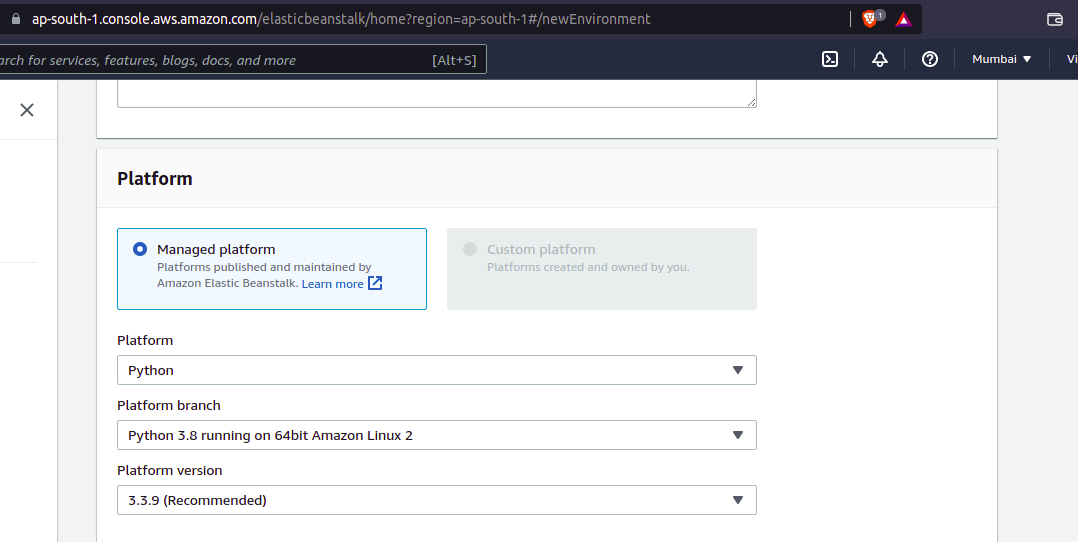 ap-south-1.console.aws.amazon.com/elasticbeanstalk/home?region=ap-south-1#/newEnvironment
1
rch for services, features, blogs, docs, and more [Alt+S]
Mumbai
Vi
Platform
Managed platform
Platforms published and maintained by
Amazon Elastic Beanstalk. Learn more
Custom platform
Platforms created and owned by you.
Platform
Python
Platform branch
Python 3.8 running on 64bit Amazon Linux 2
Platform version
3.3.9 (Recommended)